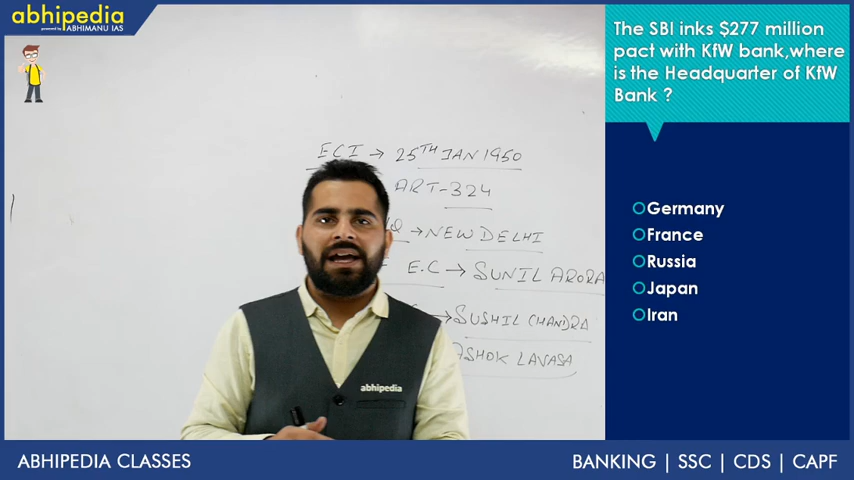 abhipedia
powered by ABHIMANU IAS
The SBI inks $277 million
pact with KfW bank,where
is the Headquarter of KfW
Bank ?
Germany
France
Russia
Japan
Iran
ECI → 25TH JAN 1950
ART-324
→ NEW DELHI
E.C → SUNIL ARORA
→ SUSHIL CHANDRA
ASHOK LAVASA
abhipedia
ABHIPEDIA CLASSES
BANKING | SSC | CDS | CAPF